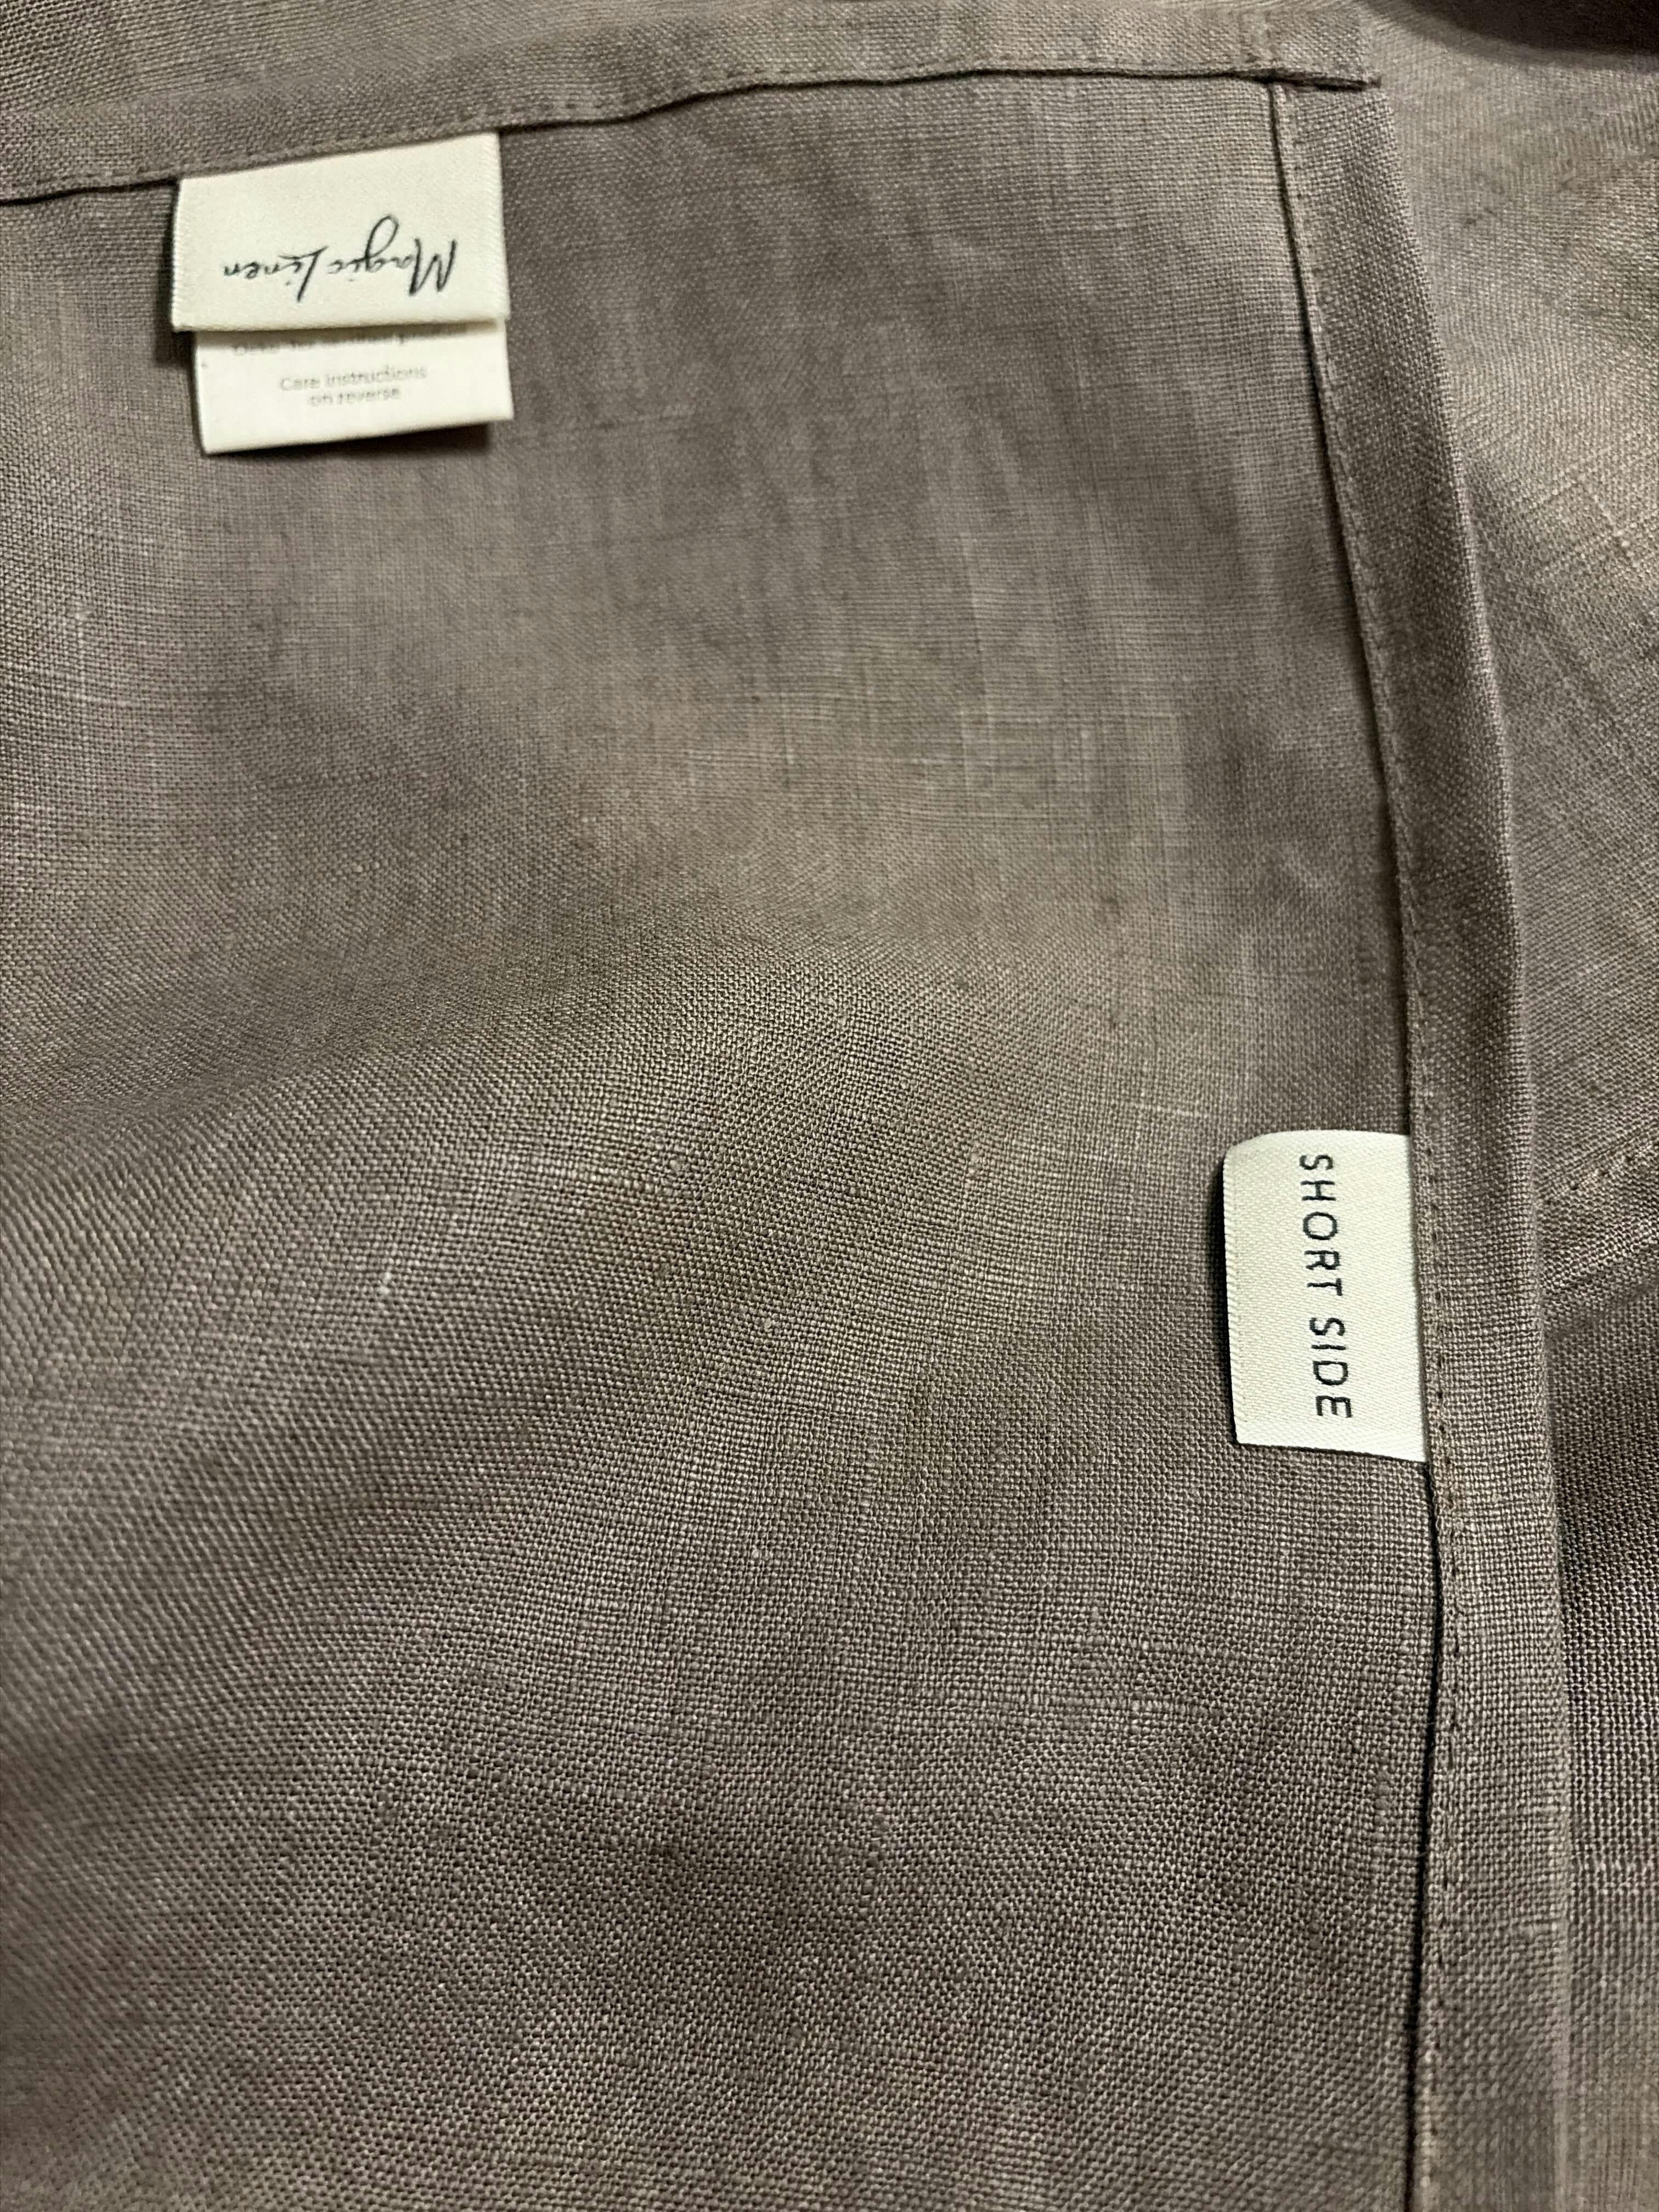 Magic Linen
Care instructions
on reverse
SHORT SIDE